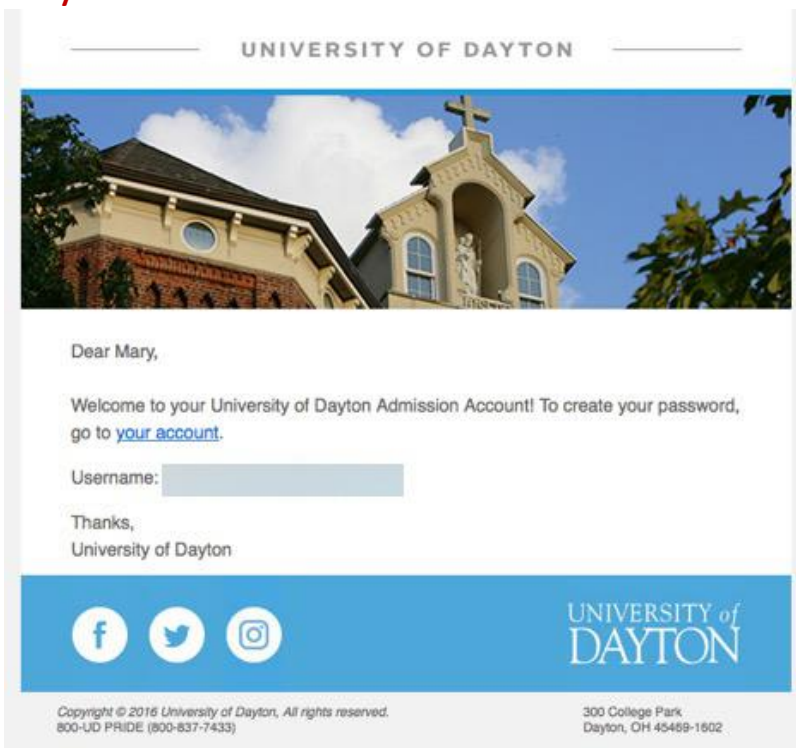 UNIVERSITY OF DAYTON
Dear Mary,
Welcome to your University of Dayton Admission Account! To create your password,
go to your account.
Username:
Thanks,
University of Dayton
UNIVERSITY of
DAYTON
Copyright © 2016 University of Dayton, All rights reserved.
800-UD PRIDE (800-837-7433)
300 College Park
Dayton, OH 45469-1602